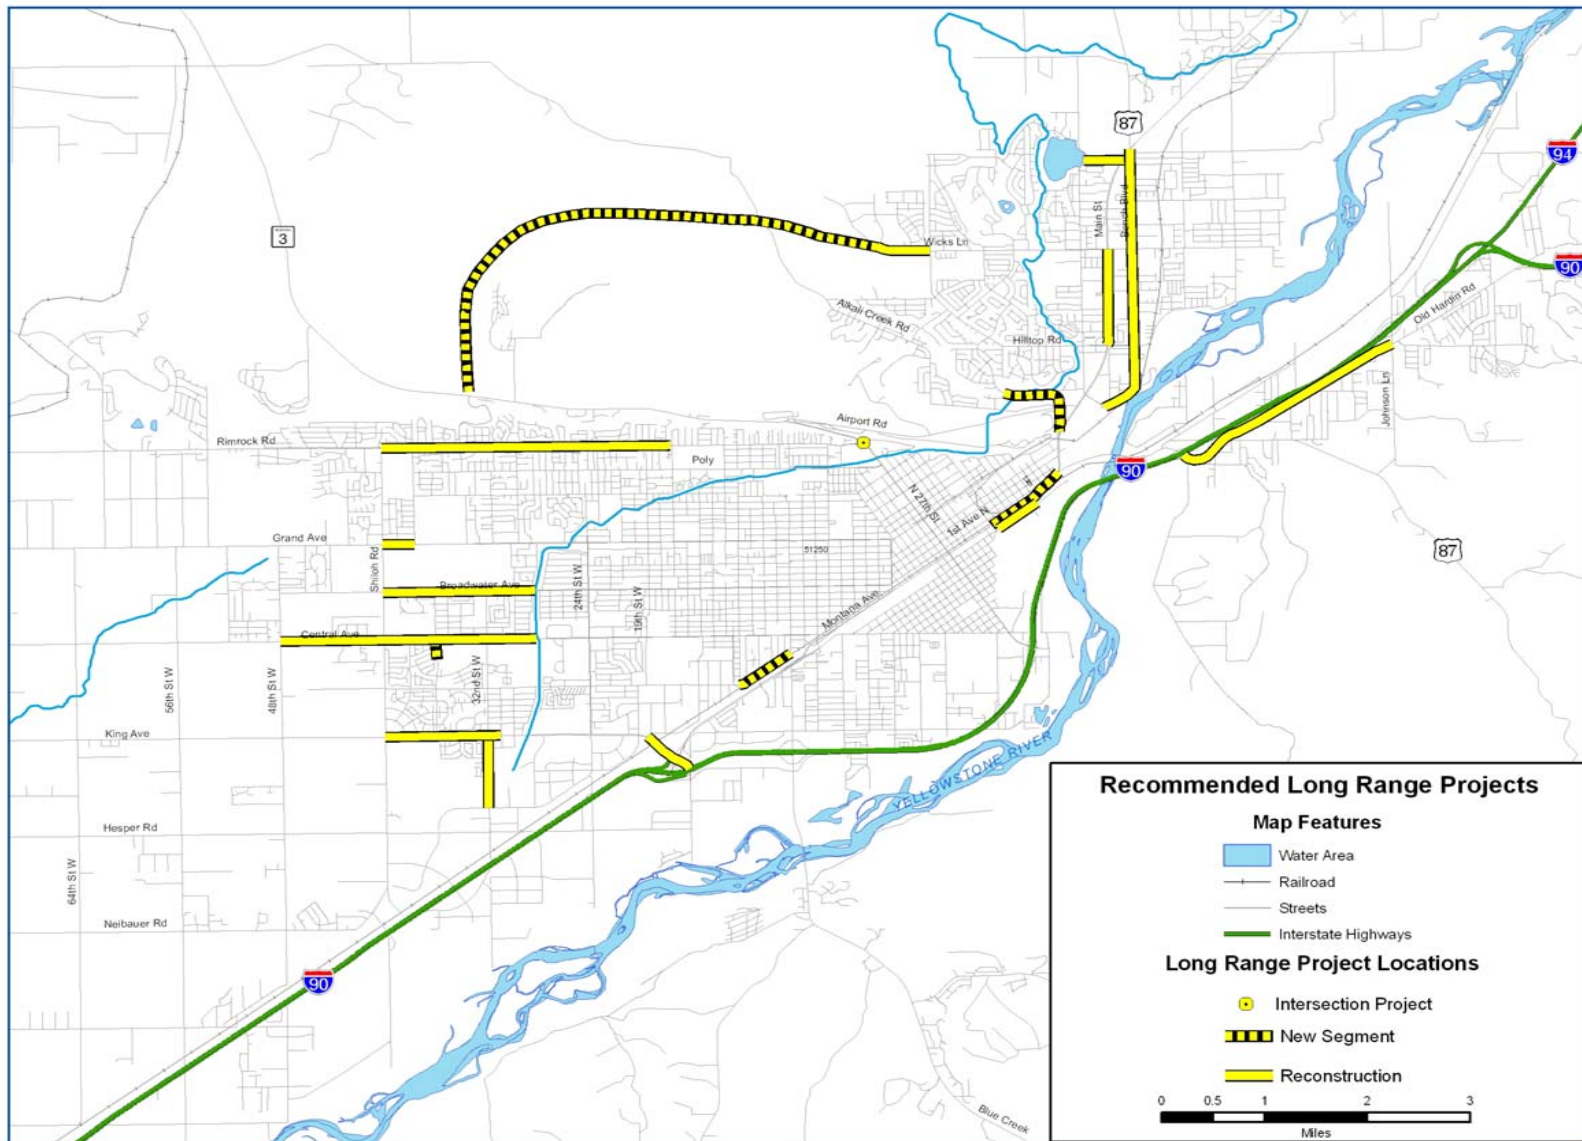 87
94
3
Main St
Bench Blvd
Wicks Ln
90
Old Hardin Rd
Alkali Creek Rd
Hilltop Rd
Johnson Ln
Airport Rd
Rimrock Rd
Poly
90
N 27th St
1st Ave N
Grand Ave
51250
87
Shiloh Rd
Broadwater Ave
24th St W
19th St W
Montana Ave
Central Ave
56th St W
48th St W
32nd St W
King Ave
YELLOWSTONE RIVER
Hesper Rd
64th St W
Neibauer Rd
90
Blue Creek
Recommended Long Range Projects
Map Features
Water Area
Railroad
Streets
Interstate Highways
Long Range Project Locations
Intersection Project
New Segment
Reconstruction
0 0.5 1 2 3
Miles